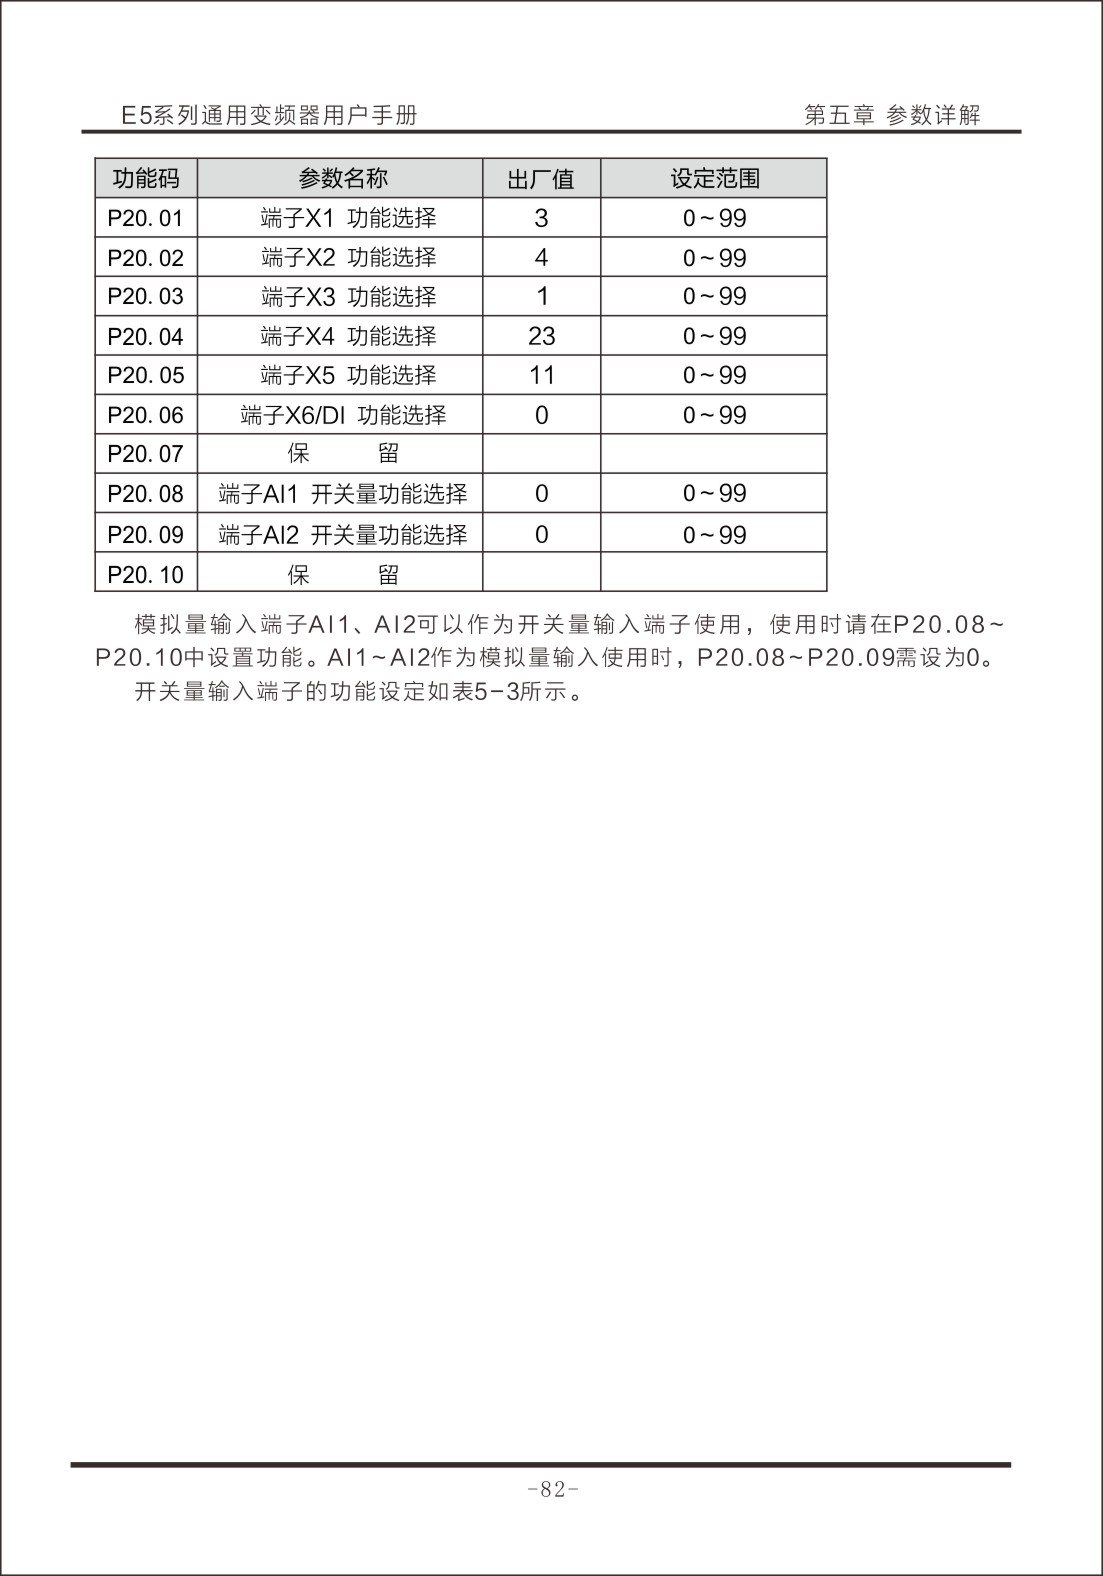 E5系列通用变频器用户手册 第五章 参数详解
功能码 参数名称 出厂值 设定范围
P20.01 端子X1 功能选择 3 0~99
P20.02 端子X2 功能选择 4 0~99
P20.03 端子X3 功能选择 1 0~99
P20.04 端子X4 功能选择 23 0~99
P20.05 端子X5 功能选择 11 0~99
P20.06 端子X6/DI 功能选择 0 0~99
P20.07 保 留
P20.08 端子AI1 开关量功能选择 0 0~99
P20.09 端子AI2 开关量功能选择 0 0~99
P20.10 保 留
模拟量输入端子AI1、AI2可以作为开关量输入端子使用，使用时请在P20.08~
P20.10中设置功能。AI1~AI2作为模拟量输入使用时，P20.08~P20.09需设为0。
开关量输入端子的功能设定如表5-3所示。
-82-